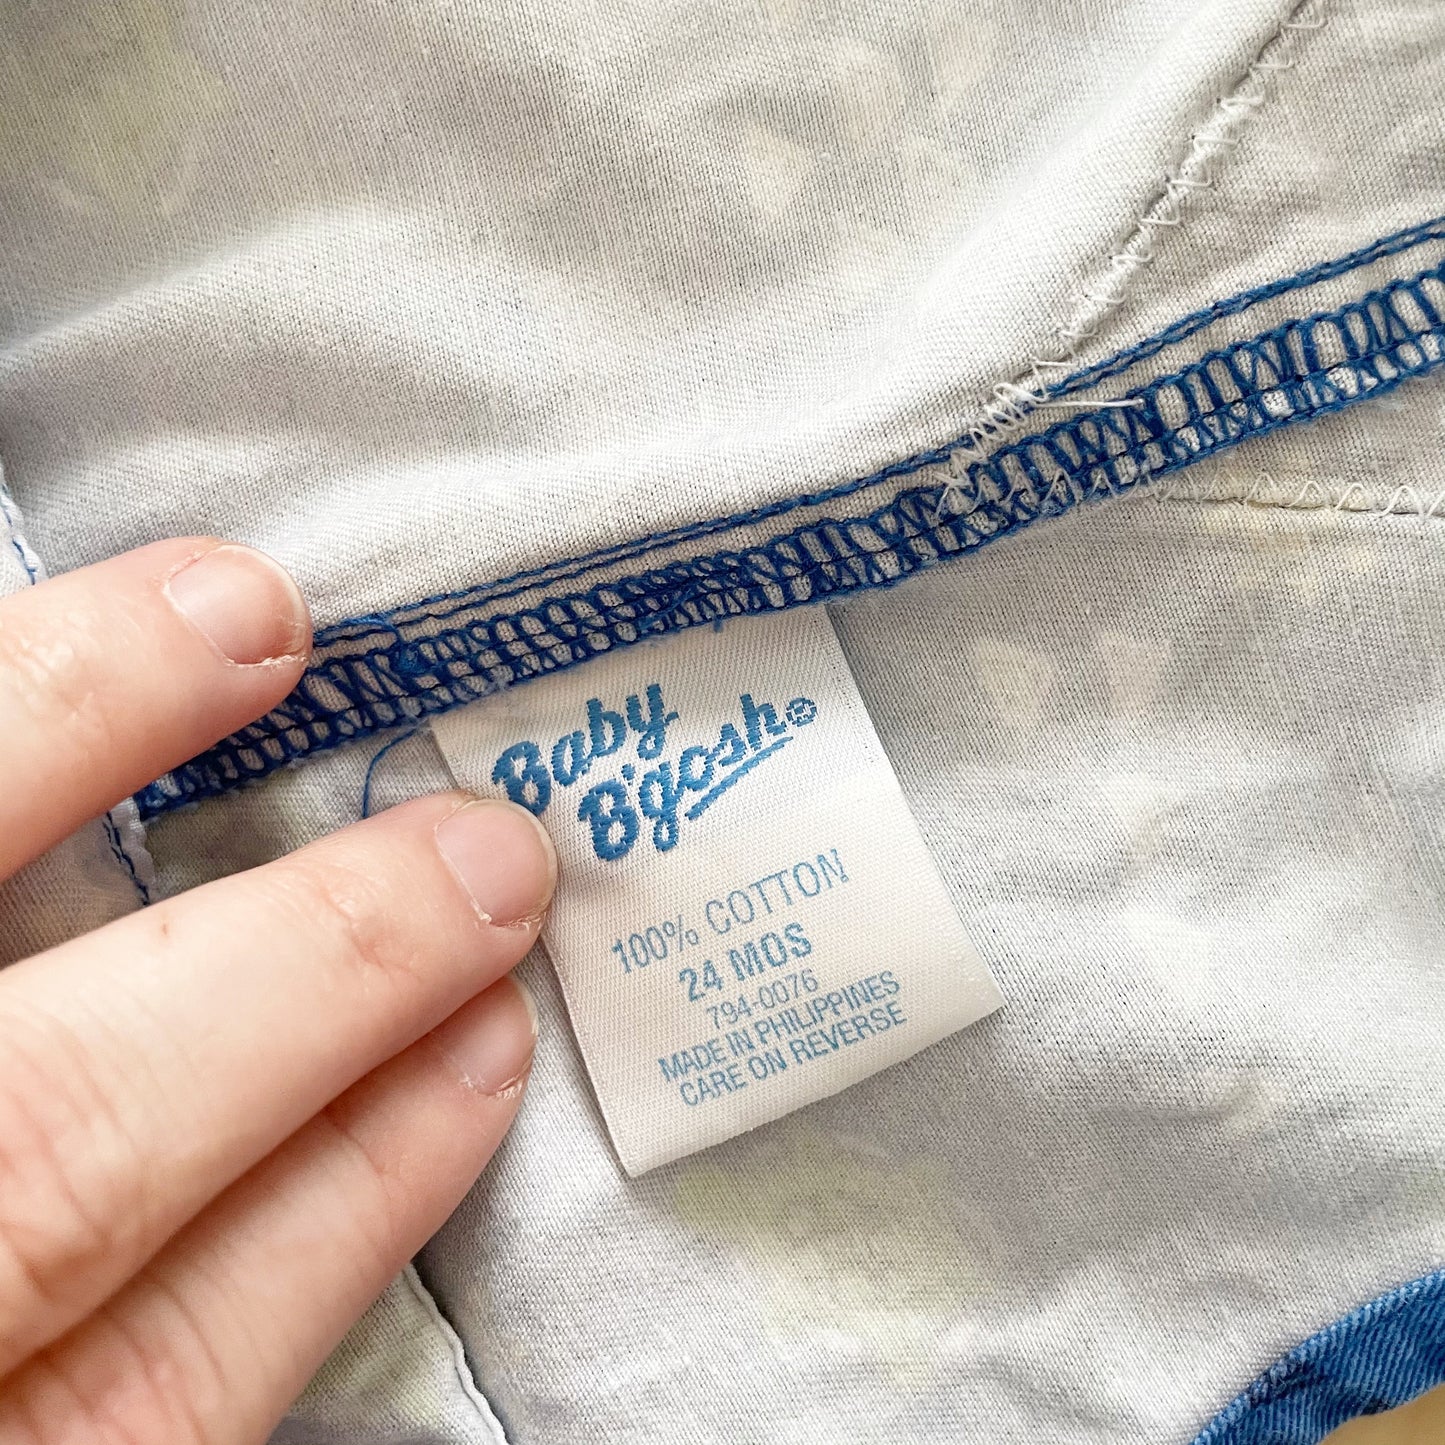 Baby
B'gosh®
100% COTTON
24 MOS
794-0076
MADE IN PHILIPPINES
CARE ON REVERSE